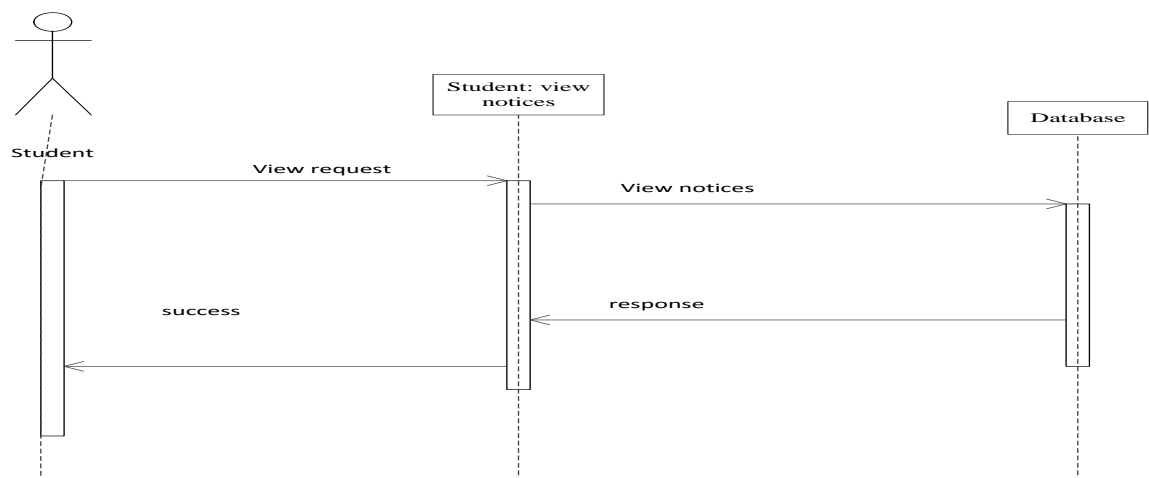 Student: view
notices
Database
Student
View request
View notices
response
success